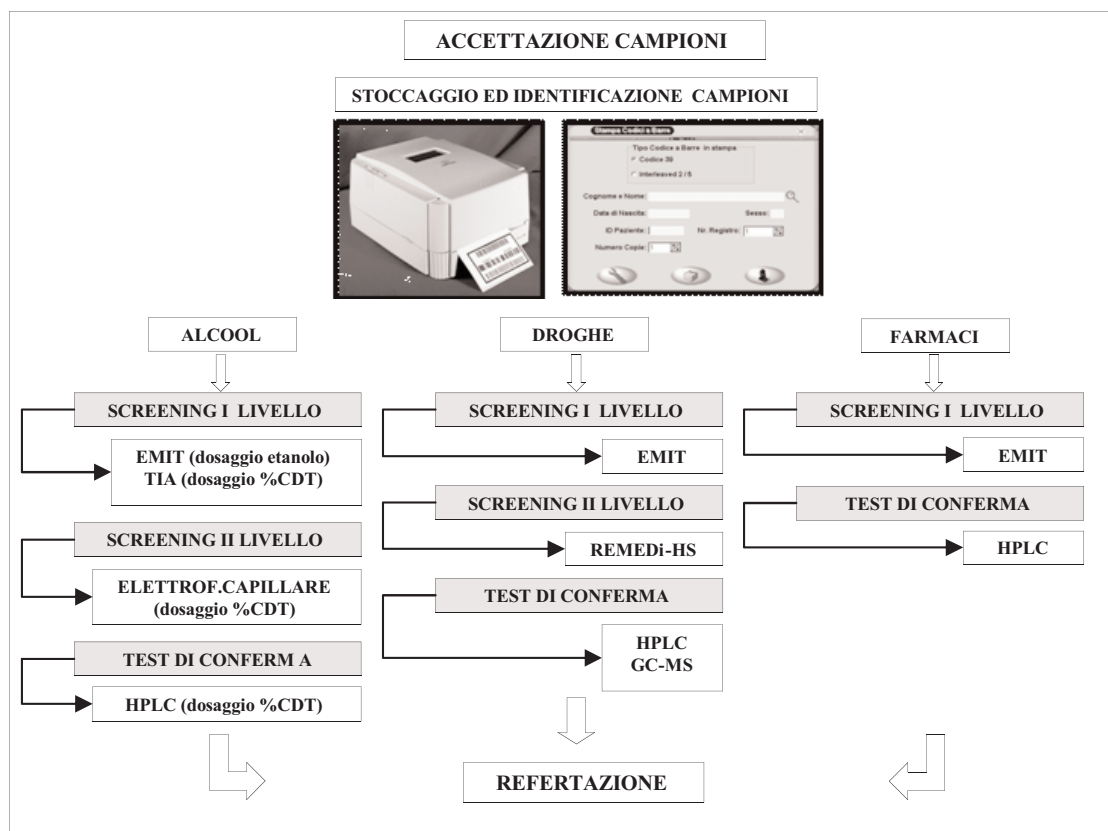 ACCETTAZIONE CAMPIONI
STOCCAGGIO ED IDENTIFICAZIONE CAMPIONI
Stampa Codici a Barre
Tipo Codice a Barre in stampa
Codice 39
Interleaved 2 / 5
Cognome e Nome:
Data di Nascita:
Sesso:
ID Paziente:
Nr. Registro: 1
Numero Copie: 1
ALCOOL
SCREENING I LIVELLO
EMIT (dosaggio etanolo)
TIA (dosaggio %CDT)
SCREENING II LIVELLO
ELETTROF.CAPILLARE
(dosaggio %CDT)
TEST DI CONFERM A
HPLC (dosaggio %CDT)
DROGHE
SCREENING I LIVELLO
EMIT
SCREENING II LIVELLO
REMEDi-HS
TEST DI CONFERMA
HPLC
GC-MS
FARMACI
SCREENING I LIVELLO
EMIT
TEST DI CONFERMA
HPLC
REFERTAZIONE